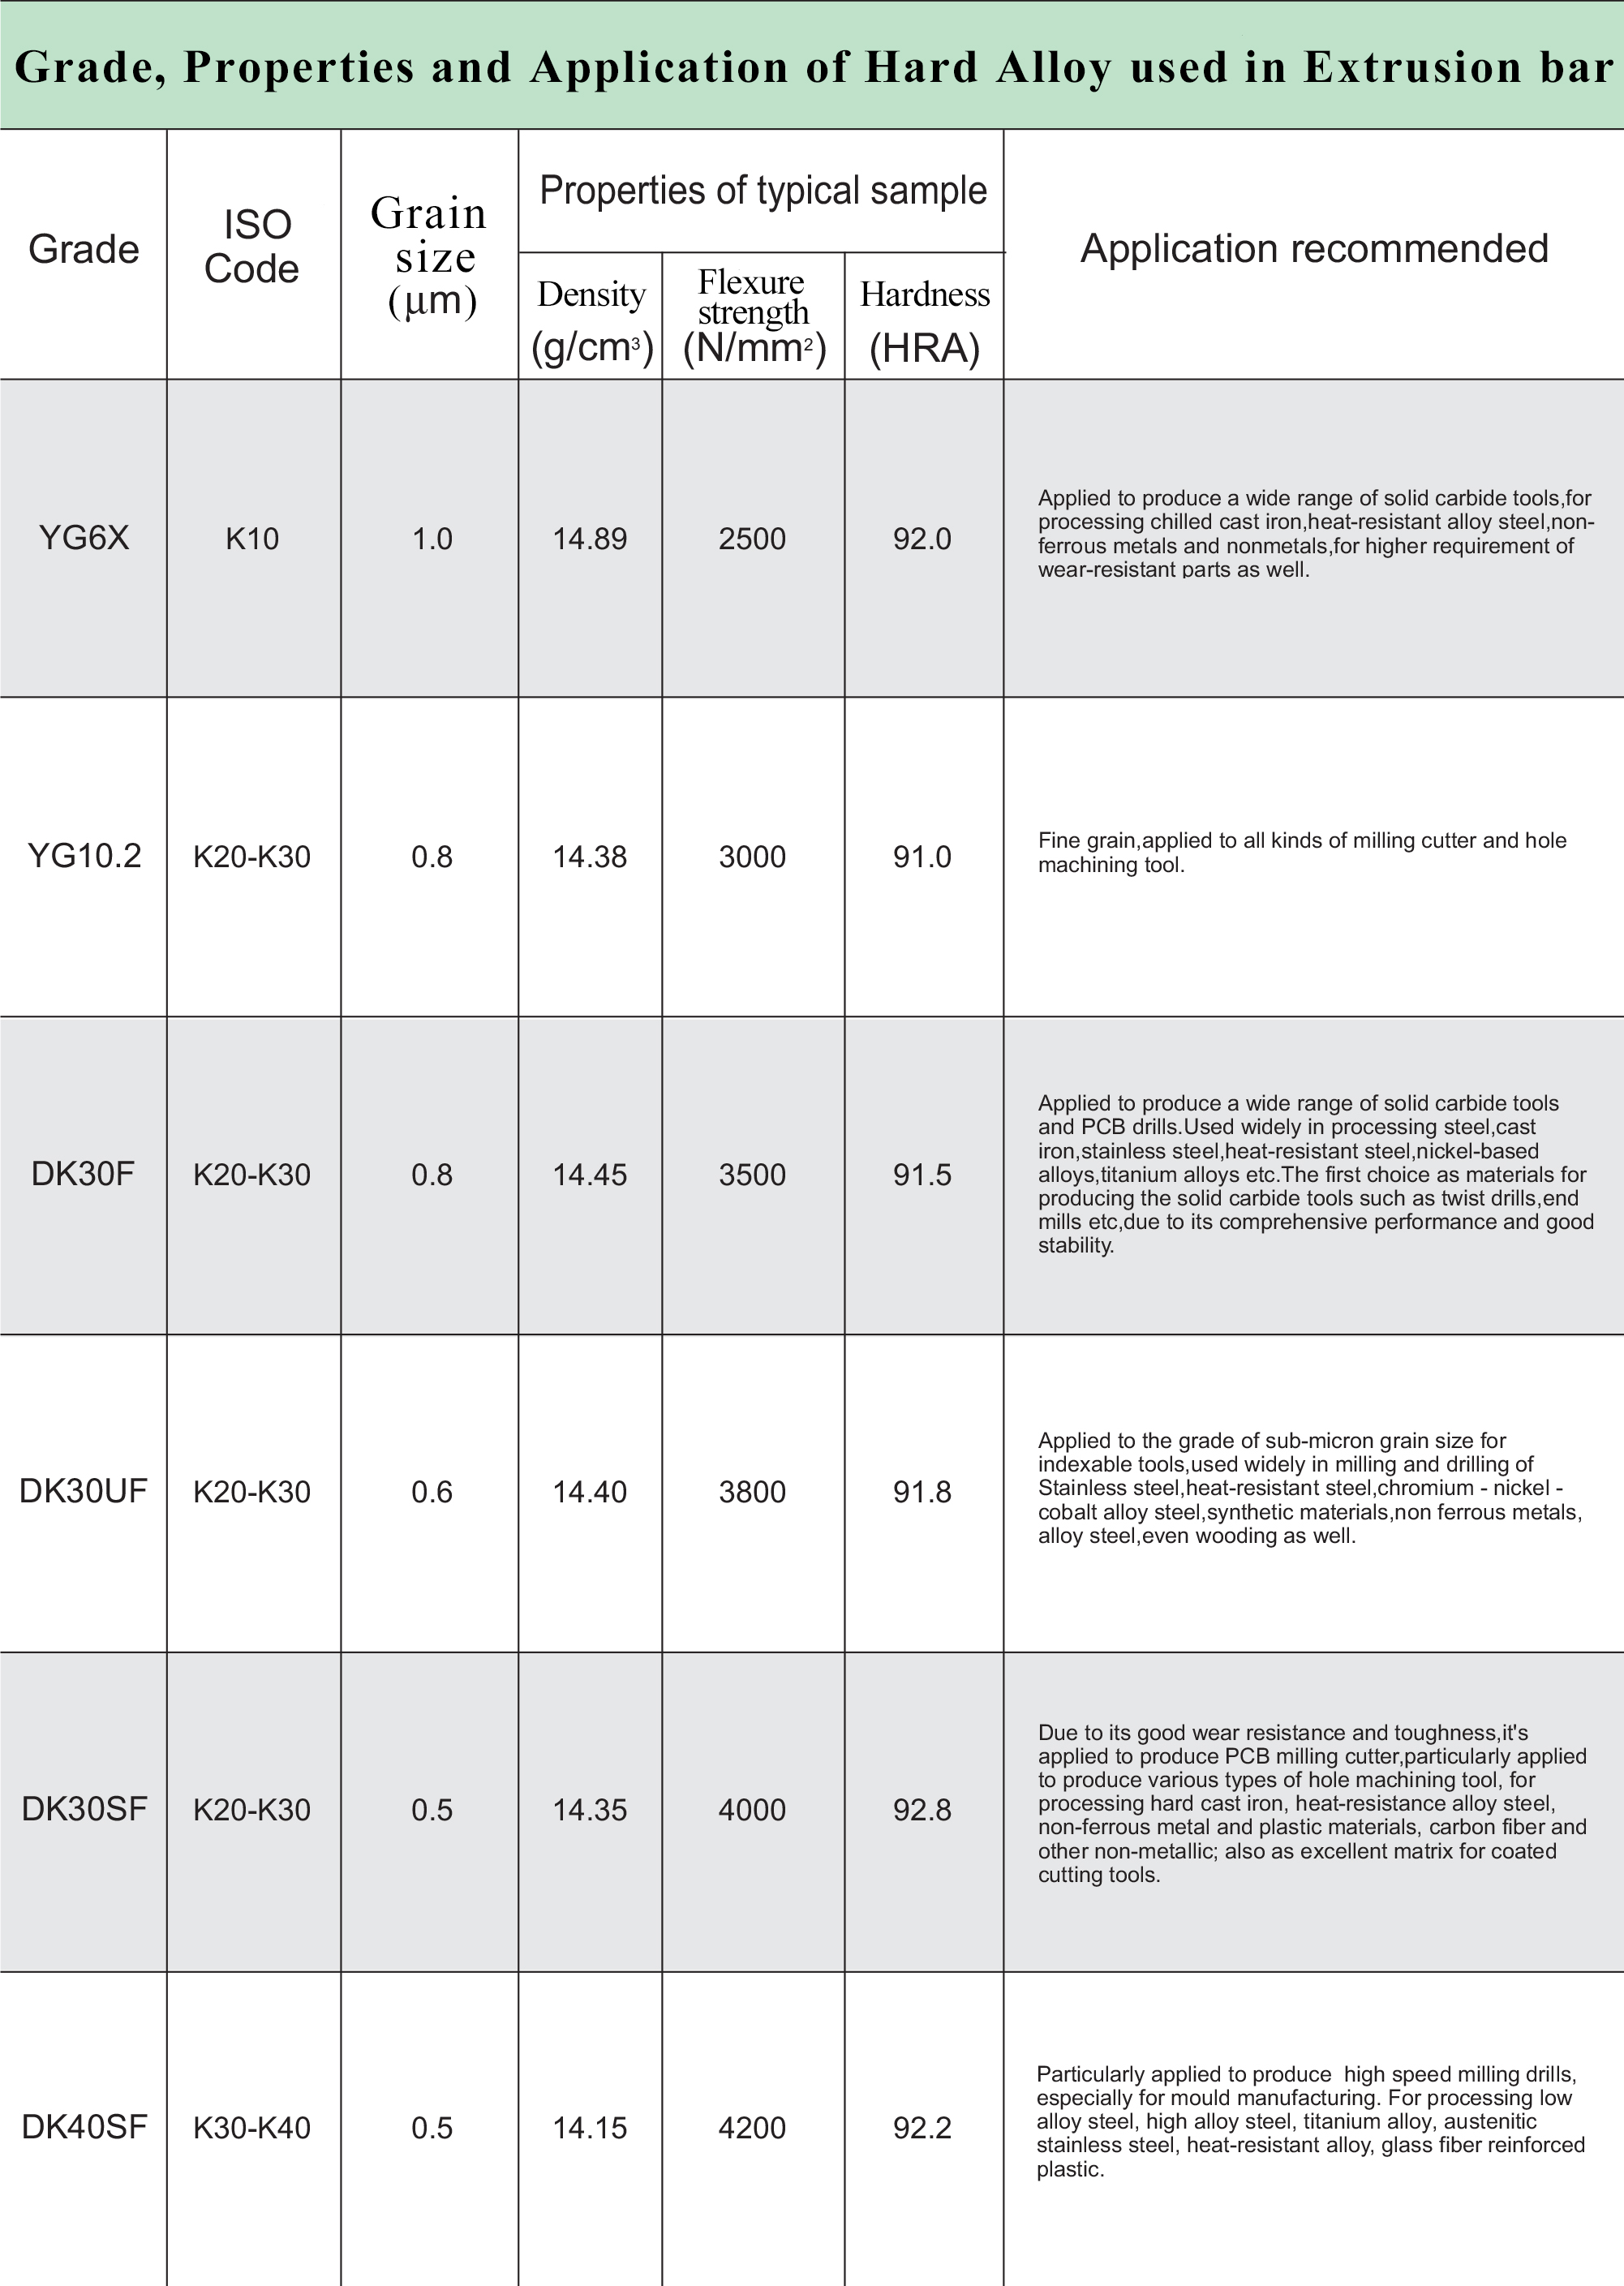 Grade, Properties and Application of Hard Alloy used in Extrusion bar
Grade
ISO
Code
Grain
size
(μm)
Properties of typical sample
Density
(g/cm³)
Flexure
strength
(N/mm²)
Hardness
(HRA)
Application recommended
YG6X
K10
1.0
14.89
2500
92.0
Applied to produce a wide range of solid carbide tools,for
processing chilled cast iron,heat-resistant alloy steel,non-
ferrous metals and nonmetals,for higher requirement of
wear-resistant parts as well.
YG10.2
K20-K30
0.8
14.38
3000
91.0
Fine grain,applied to all kinds of milling cutter and hole
machining tool.
DK30F
K20-K30
0.8
14.45
3500
91.5
Applied to produce a wide range of solid carbide tools
and PCB drills.Used widely in processing steel,cast
iron,stainless steel,heat-resistant steel,nickel-based
alloys,titanium alloys etc.The first choice as materials for
producing the solid carbide tools such as twist drills,end
mills etc,due to its comprehensive performance and good
stability.
DK30UF
K20-K30
0.6
14.40
3800
91.8
Applied to the grade of sub-micron grain size for
indexable tools,used widely in milling and drilling of
Stainless steel,heat-resistant steel,chromium - nickel -
cobalt alloy steel,synthetic materials,non ferrous metals,
alloy steel,even wooding as well.
DK30SF
K20-K30
0.5
14.35
4000
92.8
Due to its good wear resistance and toughness,it's
applied to produce PCB milling cutter,particularly applied
to produce various types of hole machining tool, for
processing hard cast iron, heat-resistance alloy steel,
non-ferrous metal and plastic materials, carbon fiber and
other non-metallic; also as excellent matrix for coated
cutting tools.
DK40SF
K30-K40
0.5
14.15
4200
92.2
Particularly applied to produce  high speed milling drills,
especially for mould manufacturing. For processing low
alloy steel, high alloy steel, titanium alloy, austenitic
stainless steel, heat-resistant alloy, glass fiber reinforced
plastic.